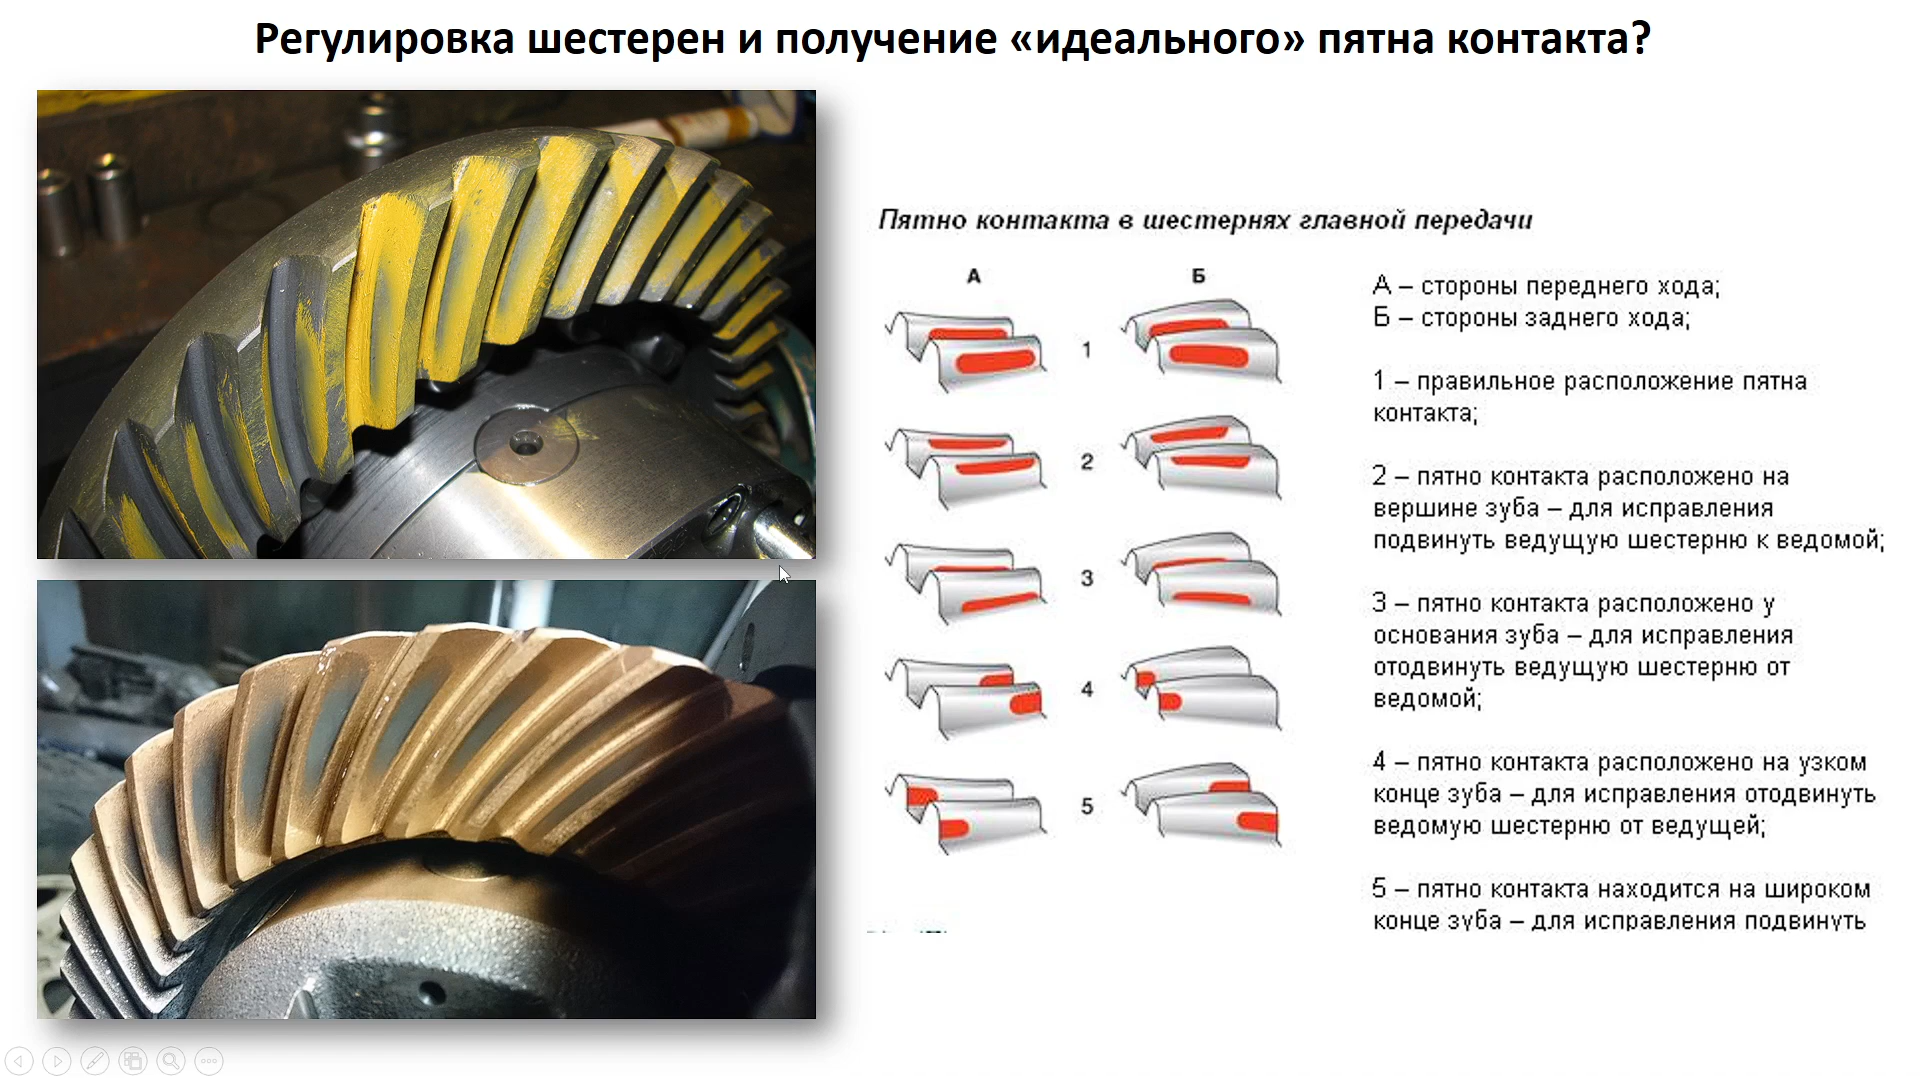 Регулировка шестерен и получение «идеального» пятна контакта?
Пятно контакта в шестернях главной передачи
А Б
1
2
3
4
5
А – стороны переднего хода;
Б – стороны заднего хода;
1 – правильное расположение пятна
контакта;
2 – пятно контакта расположено на
вершине зуба – для исправления
подвинуть ведущую шестерню к ведомой;
3 – пятно контакта расположено у
основания зуба – для исправления
отодвинуть ведущую шестерню от
ведомой;
4 – пятно контакта расположено на узком
конце зуба – для исправления отодвинуть
ведомую шестерню от ведущей;
5 – пятно контакта находится на широком
конце зуба – для исправления подвинуть